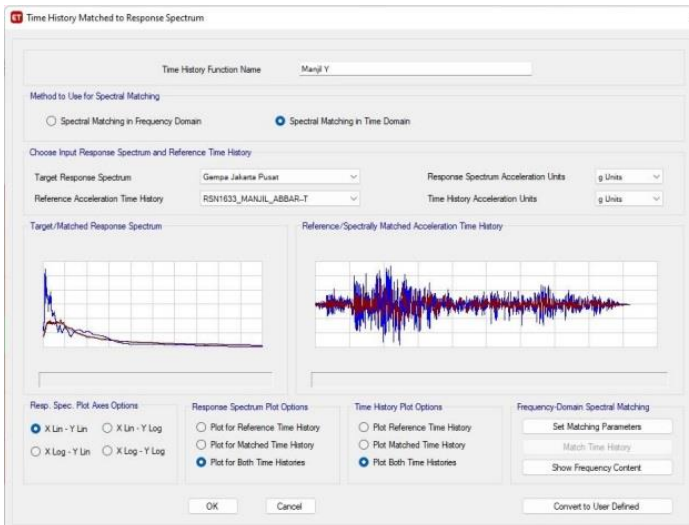 ET Time History Matched to Response Spectrum
Time History Function Name Manjil Y
Method to Use for Spectral Matching
Spectral Matching in Frequency Domain Spectral Matching in Time Domain
Choose Input Response Spectrum and Reference Time History
Target Response Spectrum Gempa Jakarta Pusat Response Spectrum Acceleration Units g Units
Reference Acceleration Time History RSN1633_MANJIL_ABBAR--T Time History Acceleration Units g Units
Target/Matched Response Spectrum Reference/Spectrally Matched Acceleration Time History
Resp. Spec. Plot Axes Options
X Lin - Y Lin X Lin - Y Log
X Log - Y Lin X Log - Y Log
Response Spectrum Plot Options
Plot for Reference Time History
Plot for Matched Time History
Plot for Both Time Histories
Time History Plot Options
Plot Reference Time History
Plot Matched Time History
Plot Both Time Histories
Frequency-Domain Spectral Matching
Set Matching Parameters
Match Time History
Show Frequency Content
OK Cancel Convert to User Defined